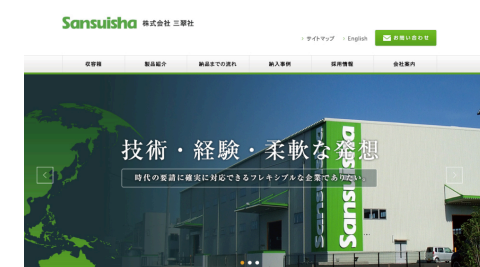 Sansuisha 株式会社 三翠社
サイトマップ English お問い合わせ
収容箱 製品紹介 納品までの流れ 納入事例 採用情報 会社案内
技術・経験・柔軟な発想
時代の要請に確実に対応できるフレキシブルな企業でありたい。
Sansuisha
Sansuisha